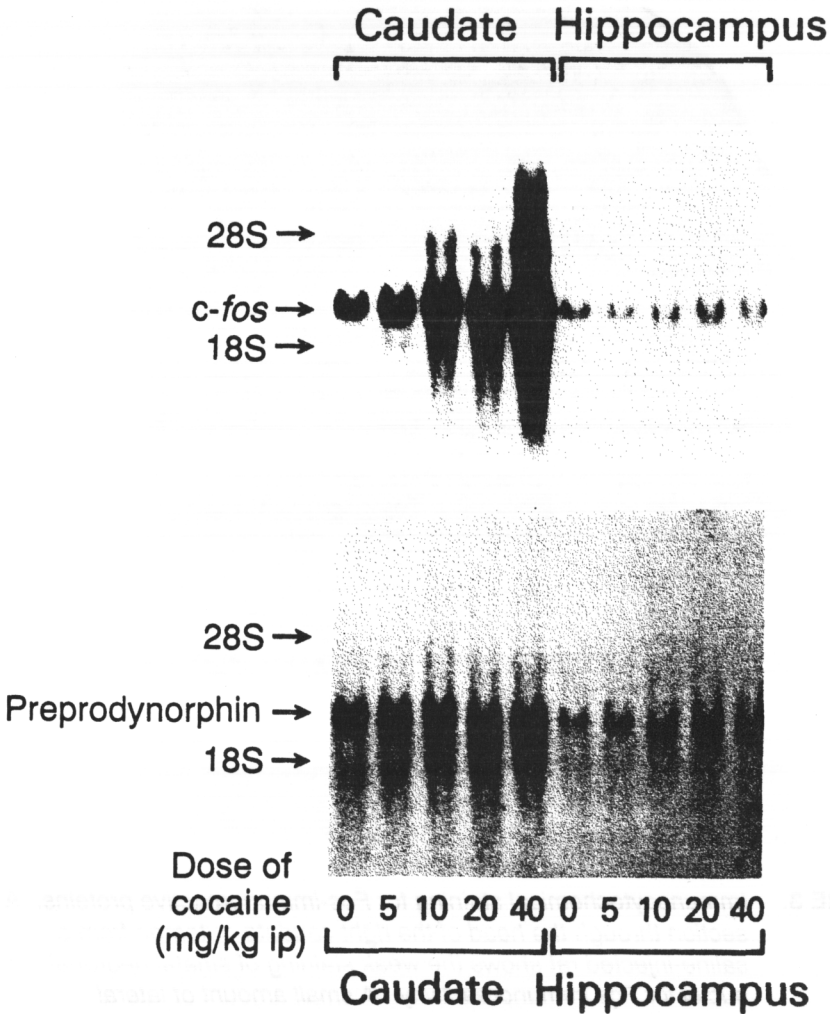 Caudate Hippocampus
28S →
c-fos →
18S →
28S →
Preprodynorphin →
18S →
Dose of
cocaine
(mg/kg ip)
0 5 10 20 40 0 5 10 20 40
Caudate Hippocampus